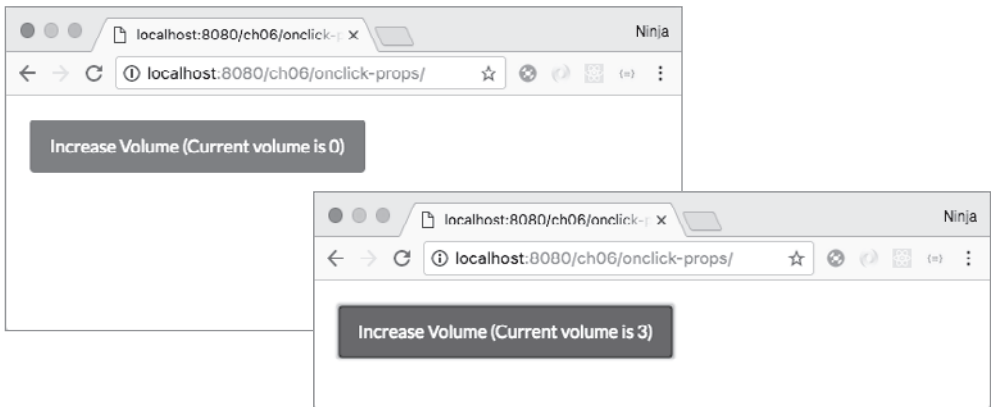 localhost:8080/ch06/onclick-p
Ninja
localhost:8080/ch06/onclick-props/
Increase Volume (Current volume is 0)
localhost:8080/ch06/onclick-p
Ninja
localhost:8080/ch06/onclick-props/
Increase Volume (Current volume is 3)